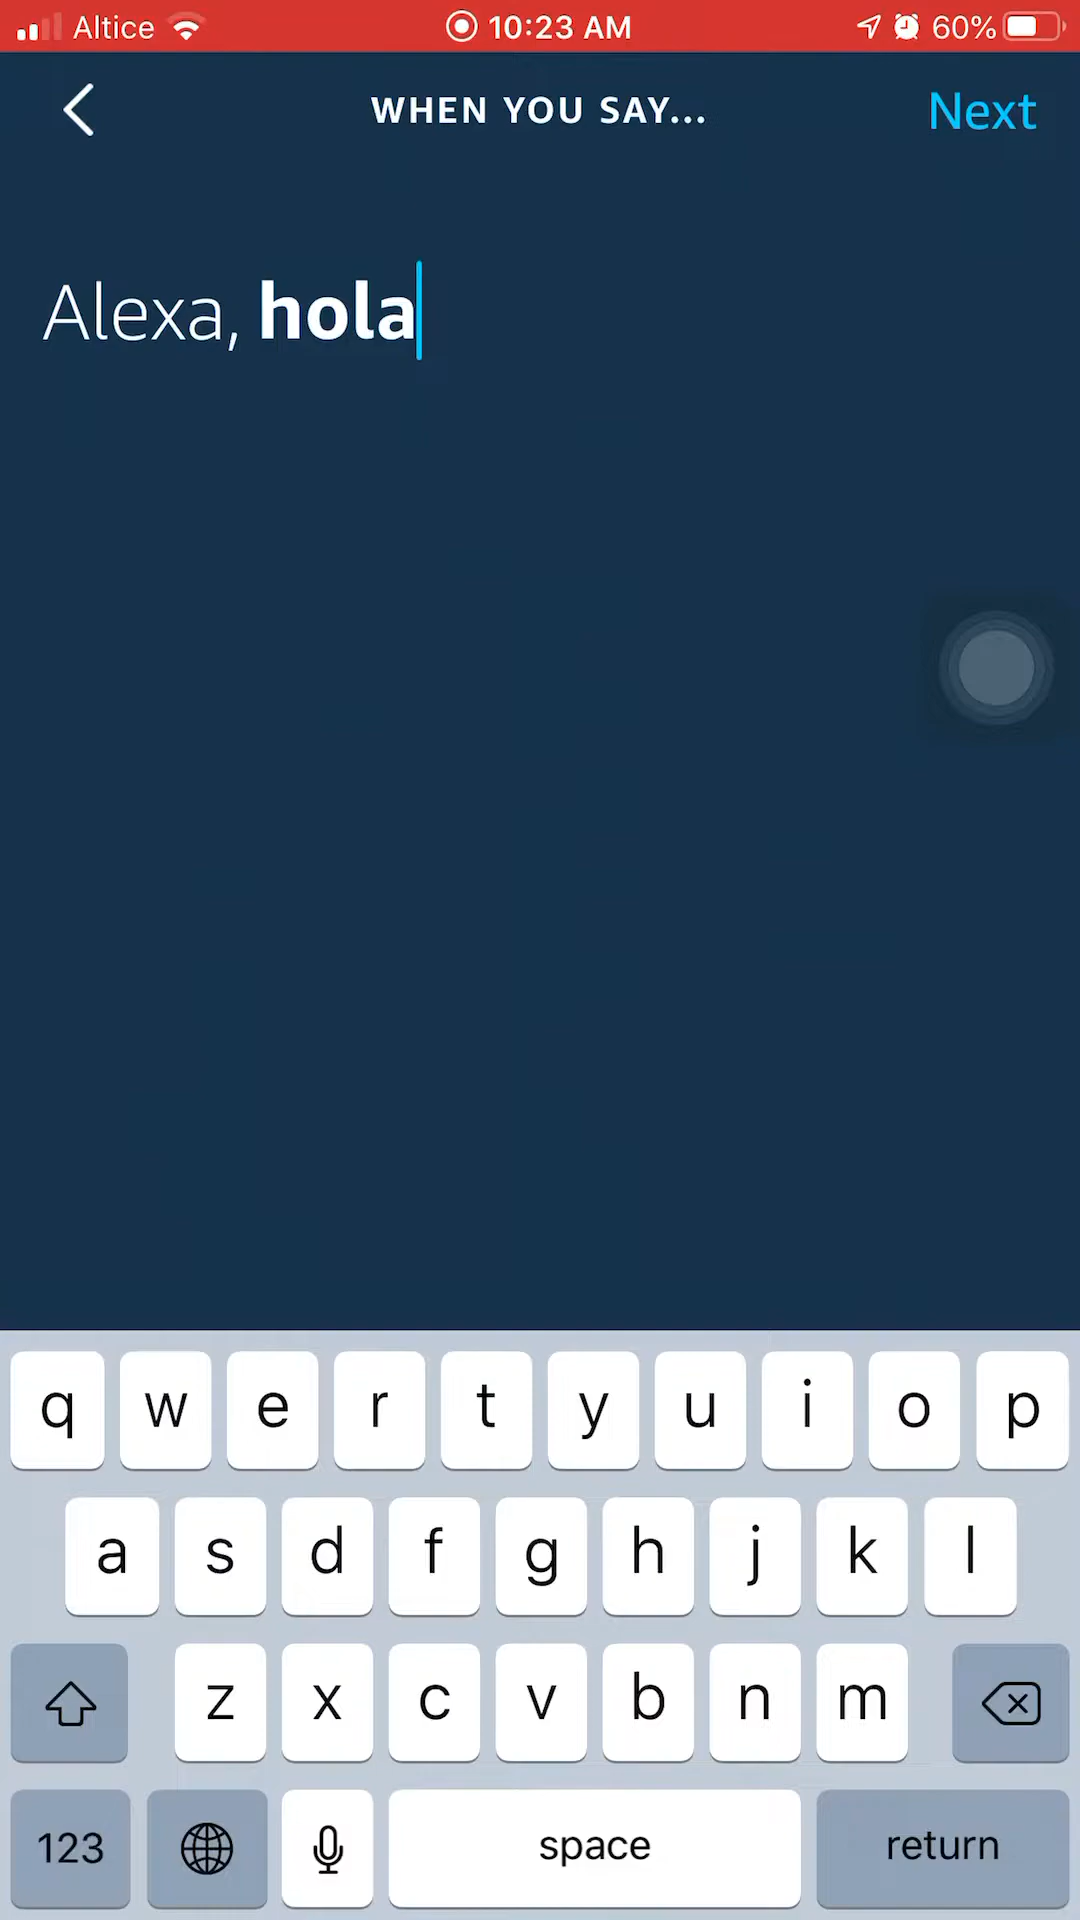 Altice 10:23 AM 60%
WHEN YOU SAY... Next
Alexa, hola
q w e r t y u i o p
a s d f g h j k l
z x c v b n m
123 space return